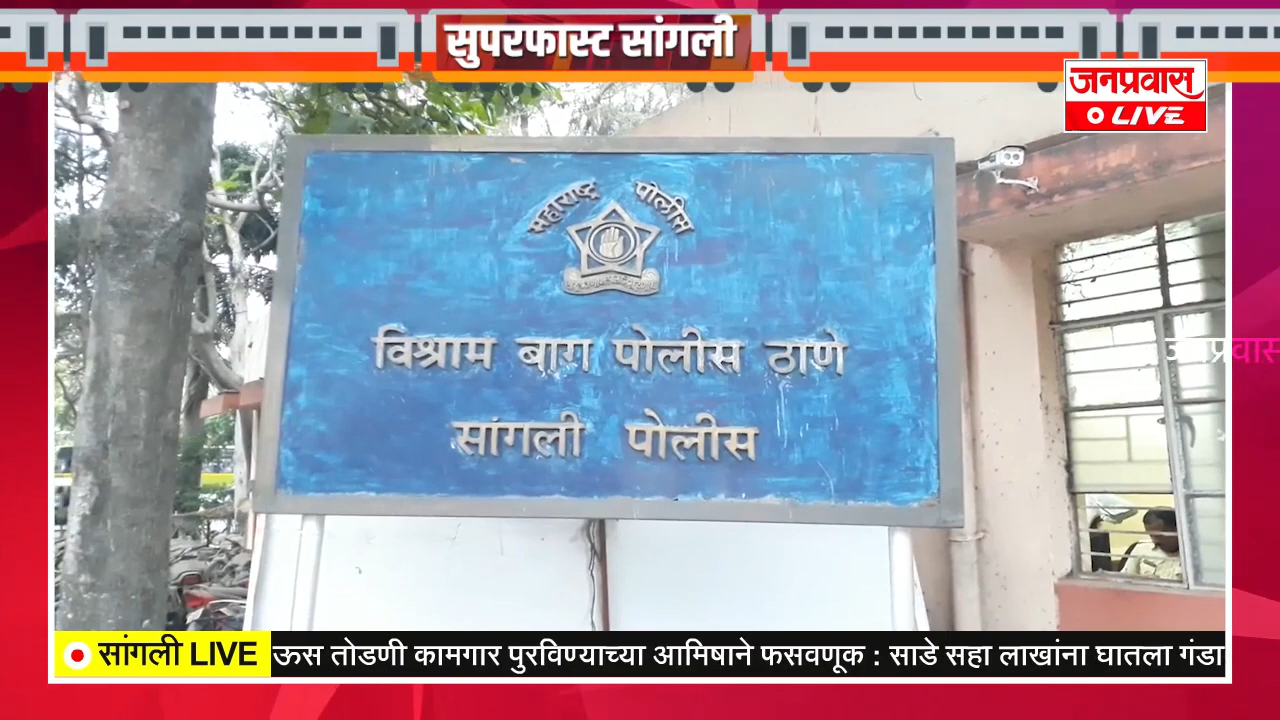 सुपरफास्ट सांगली
जनप्रवास
LIVE
महाराष्ट्र पोलीस
विश्राम बाग पोलीस ठाणे
सांगली पोलीस
जनप्रवास
सांगली LIVE
ऊस तोडणी कामगार पुरविण्याच्या आमिषाने फसवणूक : साडे सहा लाखांना घातला गंडा